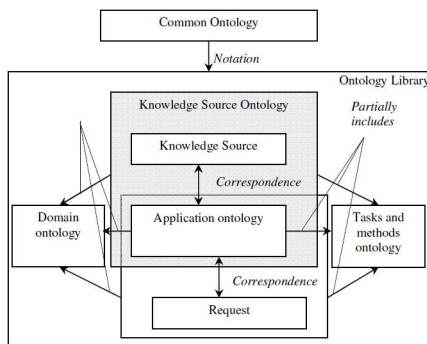 Common Ontology
Notation
Ontology Library
Knowledge Source Ontology
Partially
includes
Knowledge Source
Correspondence
Domain
ontology
Application ontology
Tasks and
methods
ontology
Correspondence
Request